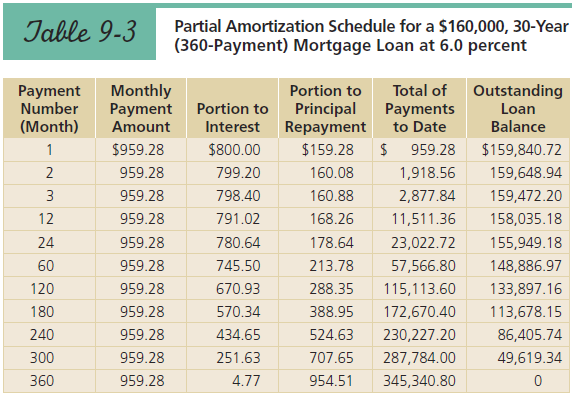 Table 9-3
Partial Amortization Schedule for a $160,000, 30-Year
(360-Payment) Mortgage Loan at 6.0 percent
Payment Number (Month) Monthly Payment Amount Portion to Interest Portion to Principal Repayment Total of Payments to Date Outstanding Loan Balance
1 $959.28 $800.00 $159.28 $ 959.28 $159,840.72
2 959.28 799.20 160.08 1,918.56 159,648.94
3 959.28 798.40 160.88 2,877.84 159,472.20
12 959.28 791.02 168.26 11,511.36 158,035.18
24 959.28 780.64 178.64 23,022.72 155,949.18
60 959.28 745.50 213.78 57,566.80 148,886.97
120 959.28 670.93 288.35 115,113.60 133,897.16
180 959.28 570.34 388.95 172,670.40 113,678.15
240 959.28 434.65 524.63 230,227.20 86,405.74
300 959.28 251.63 707.65 287,784.00 49,619.34
360 959.28 4.77 954.51 345,340.80 0